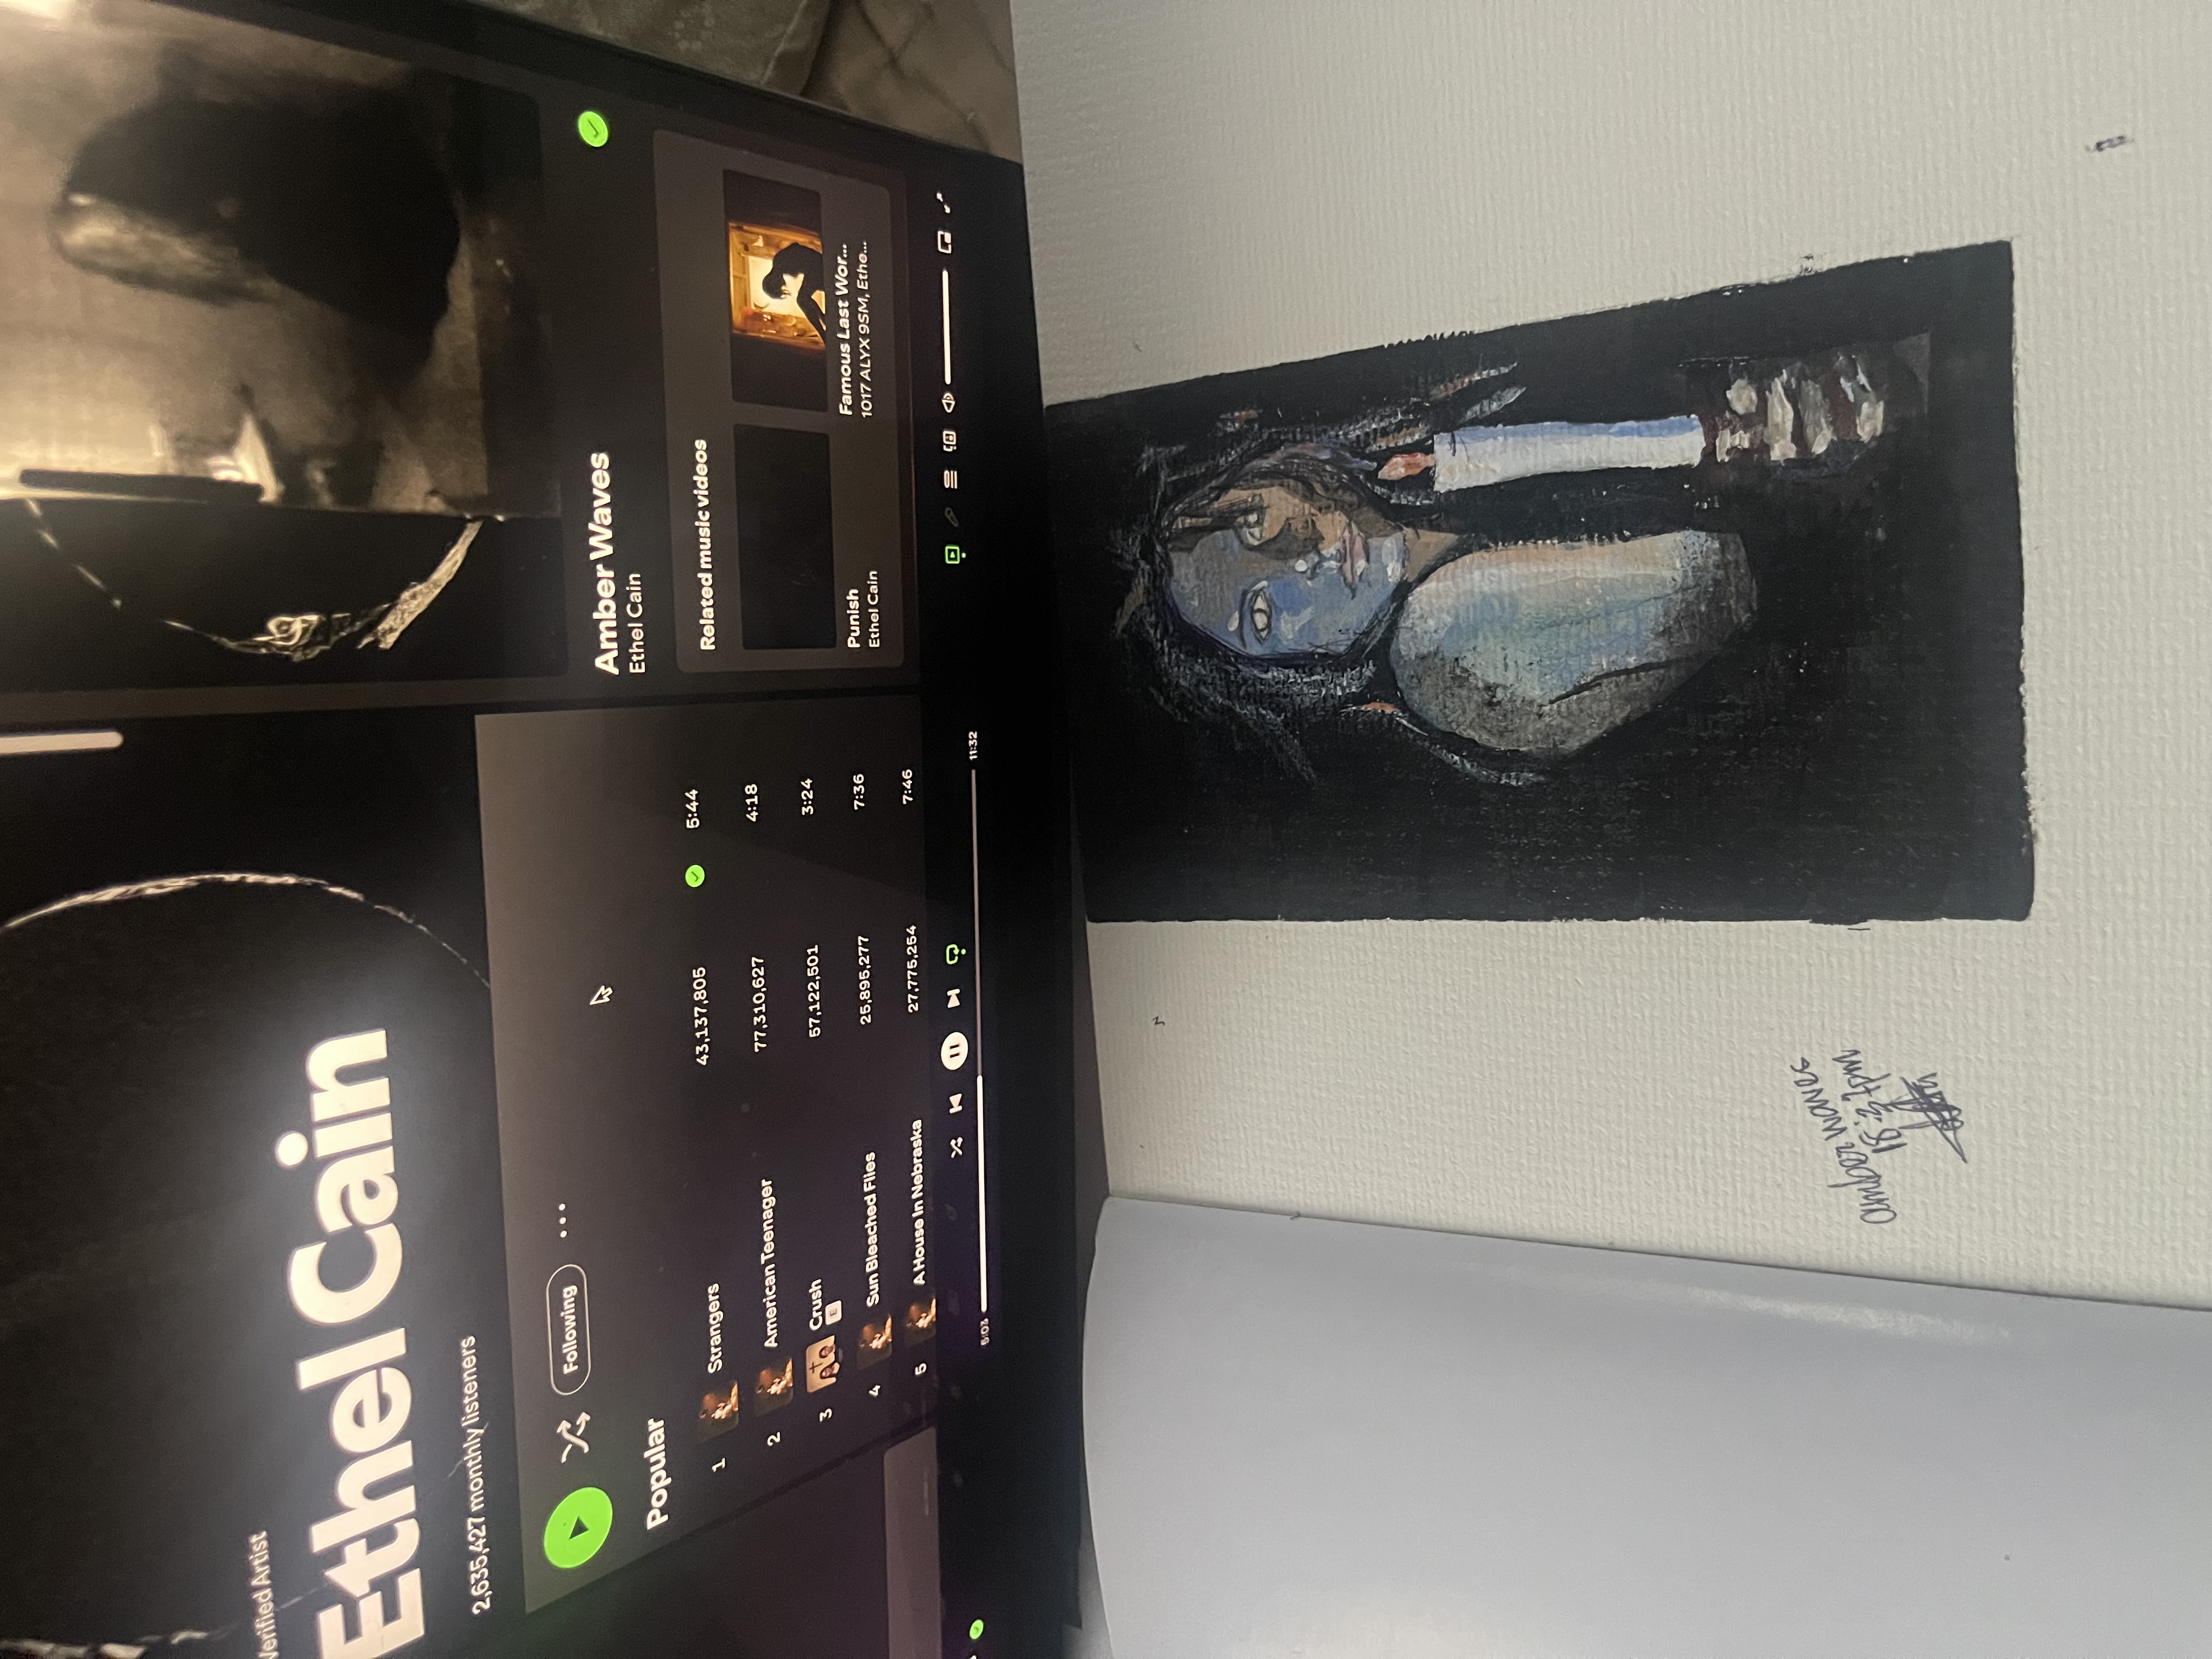 Verified Artist
Ethel Cain
2,635,427 monthly listeners
Following
Popular
1 Strangers 43,137,805 5:44
2 American Teenager 77,310,627 4:18
3 Crush 57,122,501 3:24
E
4 Sun Bleached Flies 25,895,277 7:36
5 A House In Nebraska 27,775,254 7:46
5:03 11:32
Amber Waves
Ethel Cain
Related music videos
Punish
Ethel Cain
Famous Last Wor...
1017 ALYX 9SM, Ethe...
amber waves
18:37pm